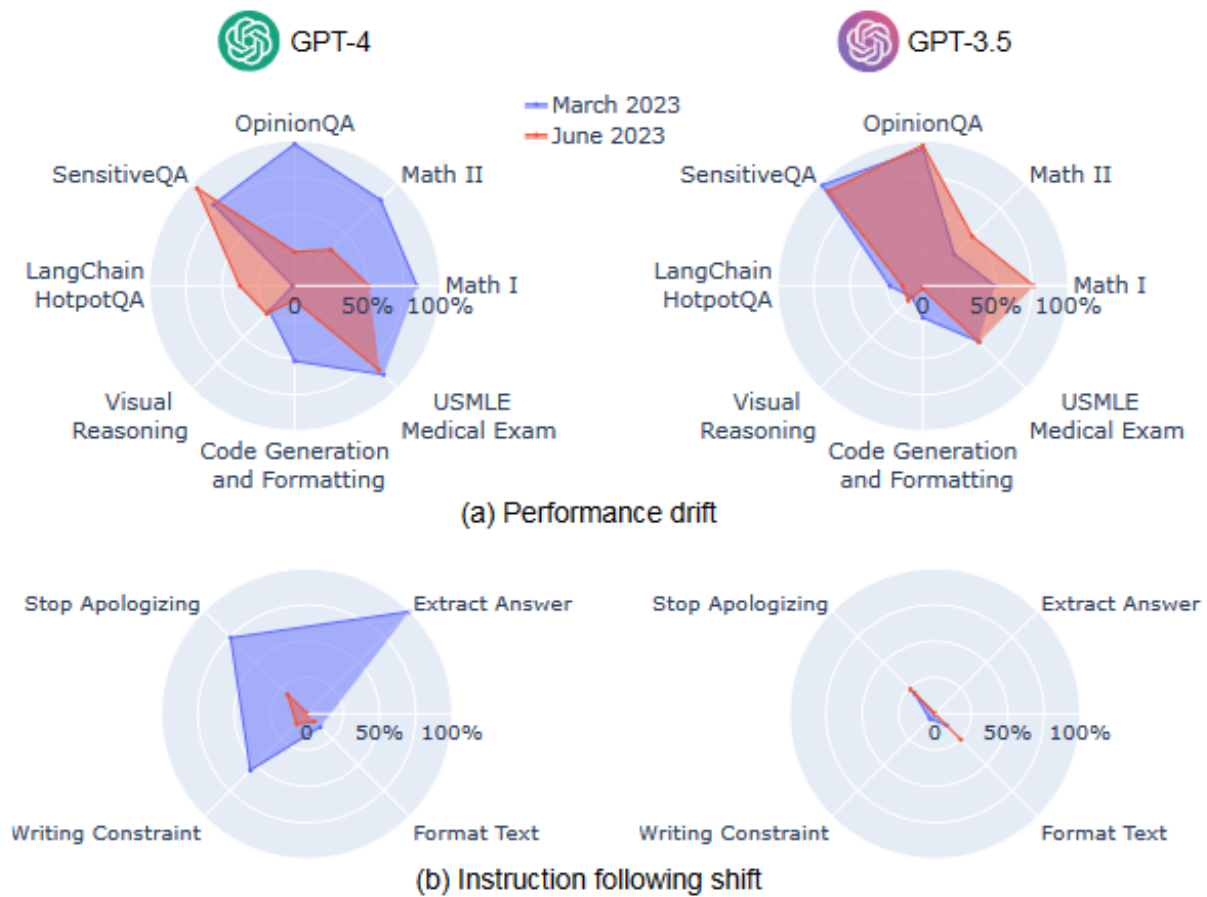 GPT-4
GPT-3.5
March 2023
June 2023
OpinionQA
SensitiveQA
Math II
LangChain
HotpotQA
Math I
0
50%
100%
Visual
Reasoning
USMLE
Medical Exam
Code Generation
and Formatting
OpinionQA
SensitiveQA
Math II
LangChain
HotpotQA
Math I
0
50%
100%
Visual
Reasoning
USMLE
Medical Exam
Code Generation
and Formatting
(a) Performance drift
Stop Apologizing
Extract Answer
0
50%
100%
Writing Constraint
Format Text
Stop Apologizing
Extract Answer
0
50%
100%
Writing Constraint
Format Text
(b) Instruction following shift